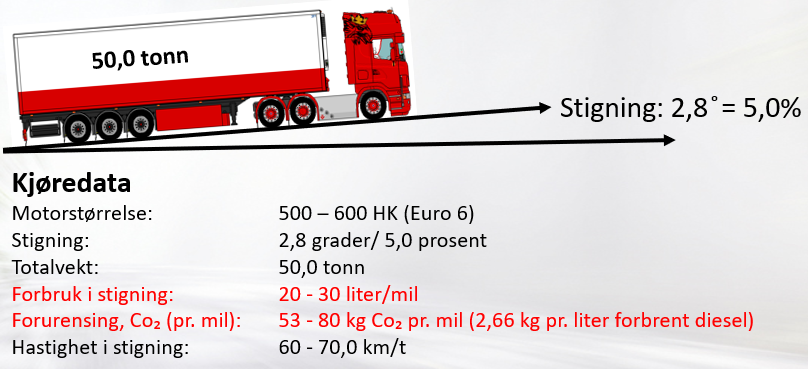 50,0 tonn
Stigning: 2,8˚= 5,0%
Kjøredata
Motorstørrelse: 500 – 600 HK (Euro 6)
Stigning: 2,8 grader/ 5,0 prosent
Totalvekt: 50,0 tonn
Forbruk i stigning: 20 - 30 liter/mil
Forurensing, Co₂ (pr. mil): 53 - 80 kg Co₂ pr. mil (2,66 kg pr. liter forbrent diesel)
Hastighet i stigning: 60 - 70,0 km/t